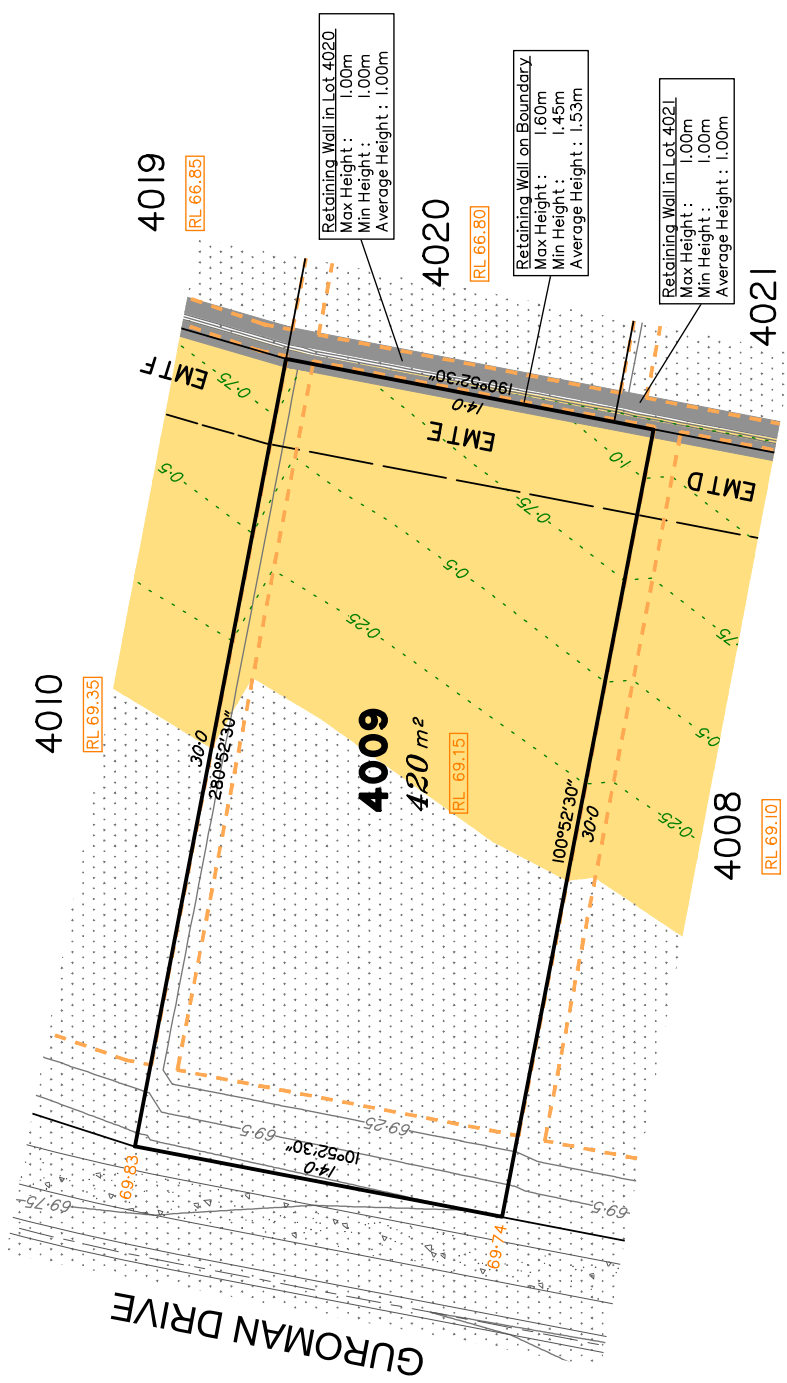 Retaining Wall in Lot 4020
Max Height : 1.00m
Min Height : 1.00m
Average Height : 1.00m
Retaining Wall on Boundary
Max Height : 1.60m
Min Height : 1.45m
Average Height : 1.53m
Retaining Wall in Lot 4021
Max Height : 1.00m
Min Height : 1.00m
Average Height : 1.00m
4019
RL 66.85
4020
RL 66.80
4021
EMT F
EMT E
EMT D
190°52'30"
14·0
0·75
0·5
1·0
0·75
0·5
0·25
75
0·5
0·25
4010
RL 69.35
30·0
280°52'30"
4009
420 m²
RL 69.15
100°52'30"
30·0
4008
RL 69.10
69·25
69·5
10°52'30"
14·0
69·83
69·75
69·74
69·5
GUROMAN DRIVE